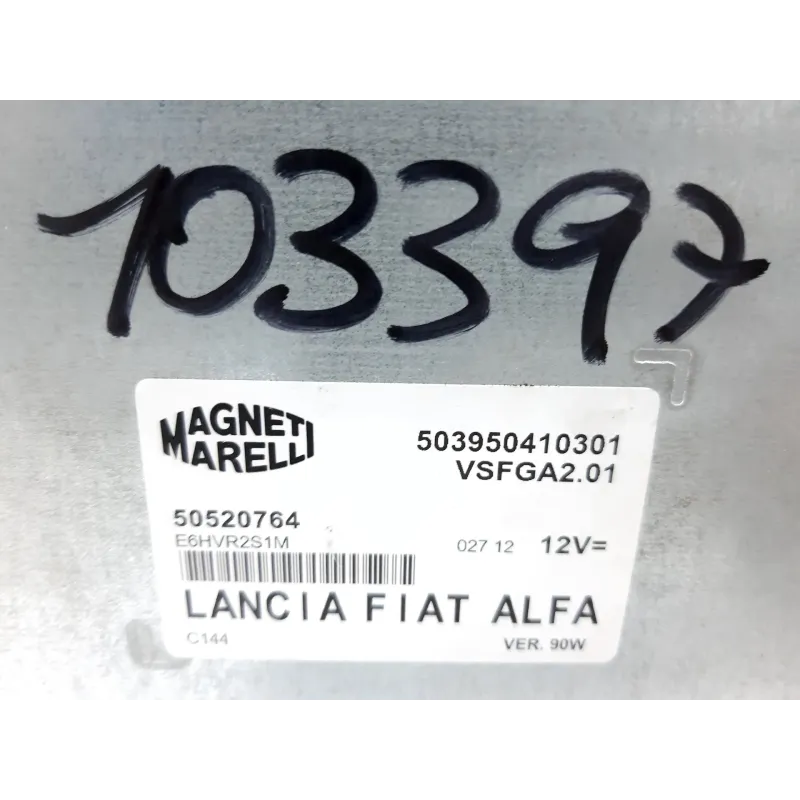 103397
MAGNETI
MARELLI
503950410301
VSFGA2.01
50520764
E6HVR2S1M
027 12 12V=
LANCIA FIAT ALFA
C144
VER. 90W